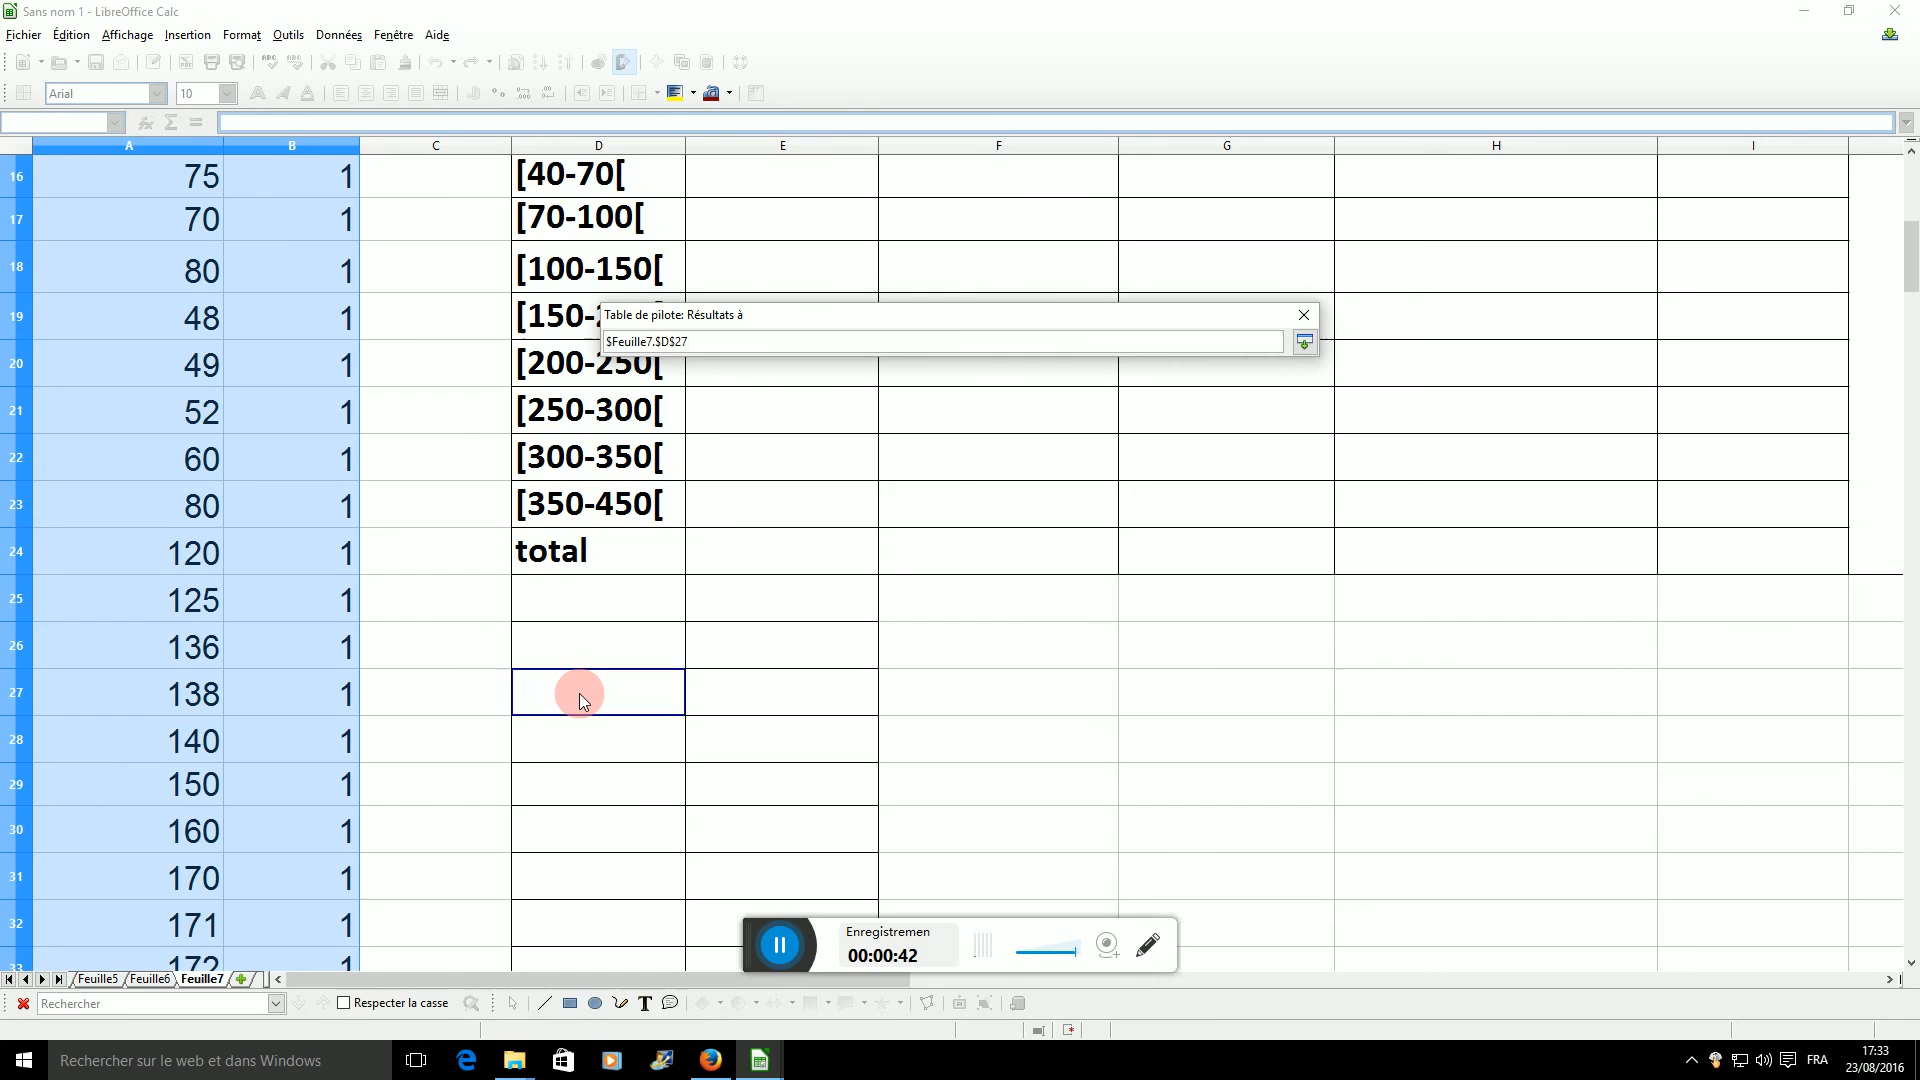 Sans nom 1 - LibreOffice Calc
Fichier Édition Affichage Insertion Format Outils Données Fenêtre Aide
Arial 10
A B C D E F G H I
16 75 1 [40-70[
17 70 1 [70-100[
18 80 1 [100-150[
19 48 1 [150-2
Table de pilote: Résultats à
$Feuille7.$D$27
20 49 1 [200-250[
21 52 1 [250-300[
22 60 1 [300-350[
23 80 1 [350-450[
24 120 1 total
25 125 1
26 136 1
27 138 1
28 140 1
29 150 1
30 160 1
31 170 1
32 171 1
33 172 1
Enregistremen
00:00:42
Feuille5 Feuille6 Feuille7
Rechercher Respecter la casse
Rechercher sur le web et dans Windows
FRA
17:33
23/08/2016